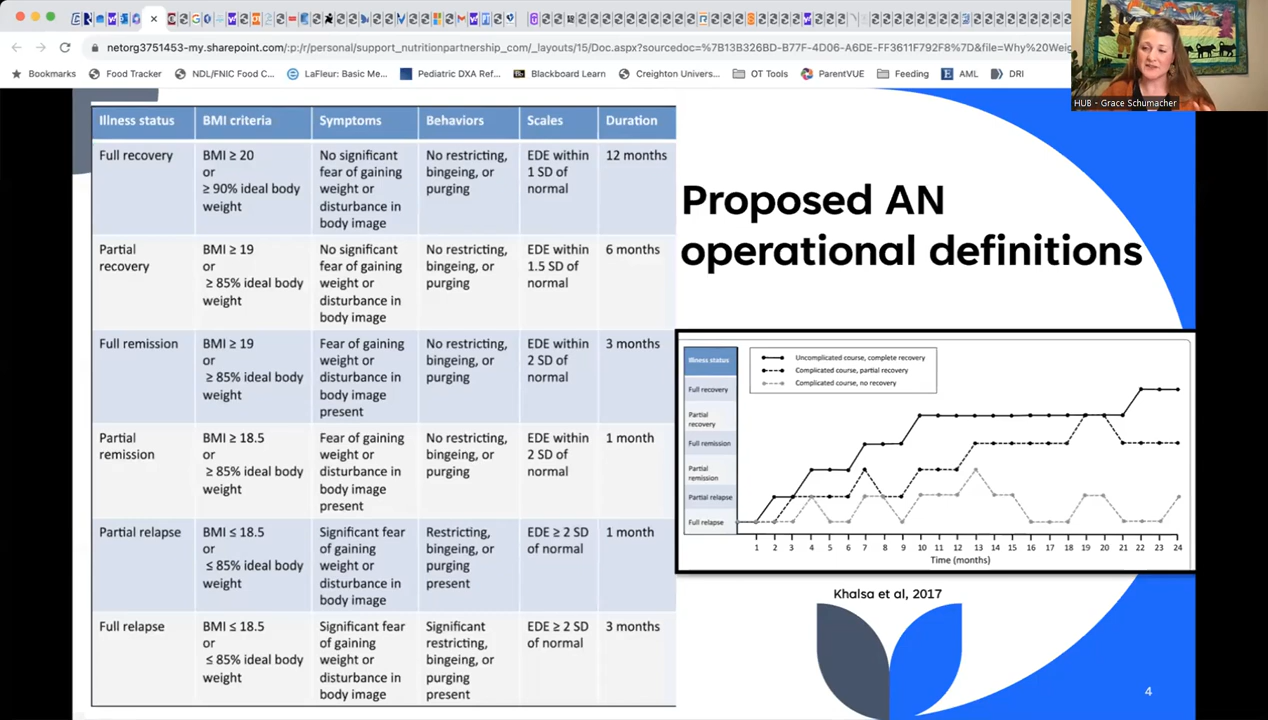 netorg3751453-my.sharepoint.com/:p:/r/personal/support_nutritionpartnership_com/_layouts/15/Doc.aspx?sourcedoc=%7B13B326BD-B77F-4D06-A6DE-FF3611F792F8%7D&file=Why%20Weig
Bookmarks Food Tracker NDL/FNIC Food C... LaFleur: Basic Me... Pediatric DXA Ref... Blackboard Learn Creighton Univers... OT Tools ParentVUE Feeding AML DRI
HUB - Grace Schumacher
Illness status BMI criteria Symptoms Behaviors Scales Duration
Full recovery BMI ≥ 20 No significant No restricting, EDE within 12 months
or fear of gaining bingeing, or 1 SD of
≥ 90% ideal body weight or purging normal
weight disturbance in
body image
Partial BMI ≥ 19 No significant No restricting, EDE within 6 months
recovery or fear of gaining bingeing, or 1.5 SD of
≥ 85% ideal body weight or purging normal
weight disturbance in
body image
Full remission BMI ≥ 19 Fear of gaining No restricting, EDE within 3 months
or weight or bingeing, or 2 SD of
≥ 85% ideal body disturbance in purging normal
weight body image
present
Partial BMI ≥ 18.5 Fear of gaining No restricting, EDE within 1 month
remission or weight or bingeing, or 2 SD of
≥ 85% ideal body disturbance in purging normal
weight body image
present
Partial relapse BMI ≤ 18.5 Significant fear Restricting, EDE ≥ 2 SD 1 month
or of gaining bingeing, or of normal
≤ 85% ideal body weight or purging
weight disturbance in present
body image
Full relapse BMI ≤ 18.5 Significant fear Significant EDE ≥ 2 SD 3 months
or of gaining restricting, of normal
≤ 85% ideal body weight or bingeing, or
weight disturbance in purging
body image present
Proposed AN
operational definitions
Illness status
Full recovery
Partial
recovery
Full remission
Partial
remission
Partial relapse
Full relapse
Uncomplicated course, complete recovery
Complicated course, partial recovery
Complicated course, no recovery
1 2 3 4 5 6 7 8 9 10 11 12 13 14 15 16 17 18 19 20 21 22 23 24
Time (months)
Khalsa et al, 2017
4